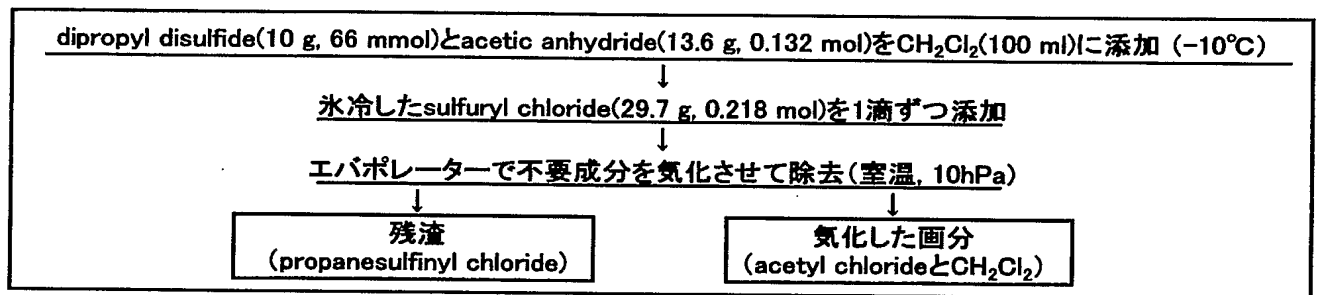 dipropyl disulfide(10 g, 66 mmol)とacetic anhydride(13.6 g, 0.132 mol)をCH₂Cl₂(100 ml)に添加 (-10℃)
↓
氷冷したsulfuryl chloride(29.7 g, 0.218 mol)を1滴ずつ添加
↓
エバポレーターで不要成分を気化させて除去(室温, 10hPa)
↓ ↓
残渣
(propanesulfinyl chloride)
気化した画分
(acetyl chlorideとCH₂Cl₂)